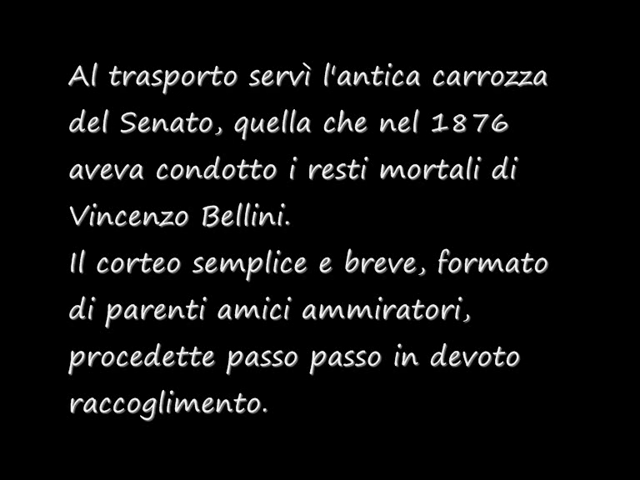 Al trasporto servì l'antica carrozza
del Senato, quella che nel 1876
aveva condotto i resti mortali di
Vincenzo Bellini.
Il corteo semplice e breve, formato
di parenti amici ammiratori,
procedette passo passo in devoto
raccoglimento.